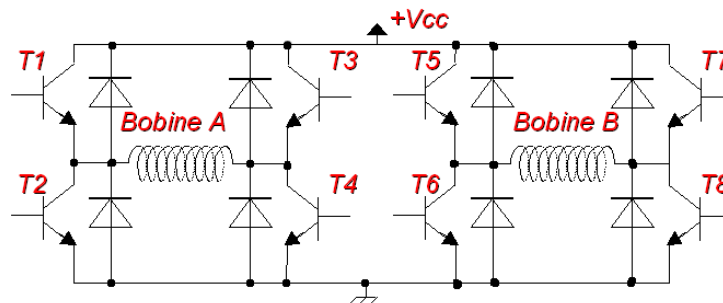 +Vcc
T1 T3 T5 T7
Bobine A Bobine B
T2 T4 T6 T8